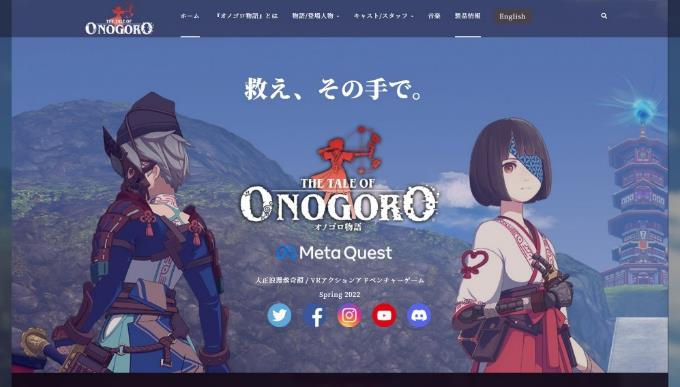 THE TALE OF
ONOGORO
ホーム
『オノゴロ物語』とは
物語/登場人物
キャスト/スタッフ
音楽
製品情報
English
救え、その手で。
THE TALE OF
ONOGORO
オノゴロ物語
Meta Quest
大正浪漫活奇譚 / VRアクションアドベンチャーゲーム
Spring 2022